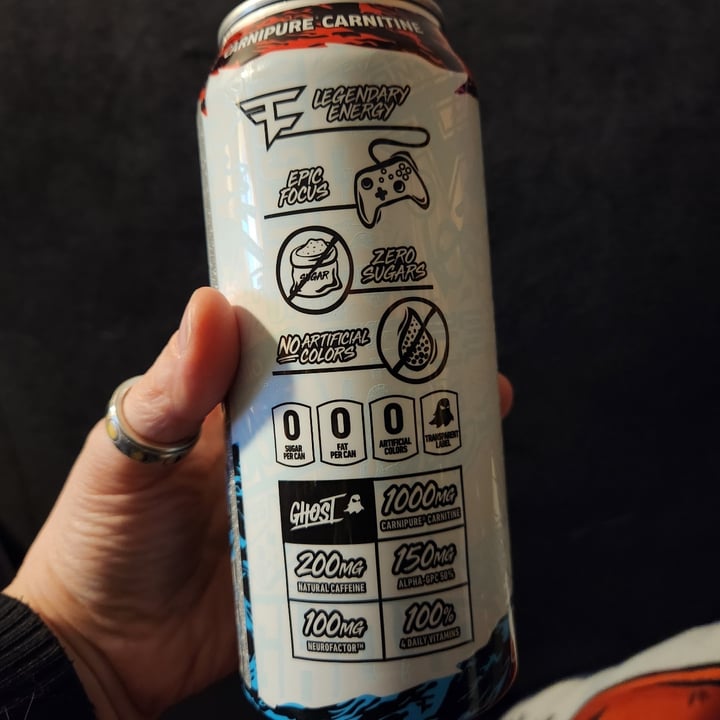 CARNIPURE CARNITINE
LEGENDARY
ENERGY
EPIC
FOCUS
SUGAR
ZERO
SUGARS
NO ARTIFICIAL
COLORS
0
SUGAR
PER CAN
0
FAT
PER CAN
0
ARTIFICIAL
COLORS
TRANSPARENT
LABEL
GHOST
1000MG
CARNIPURE® CARNITINE
200MG
NATURAL CAFFEINE
150MG
ALPHA-GPC 50%
100MG
NEUROFACTOR™
100%
4 DAILY VITAMINS